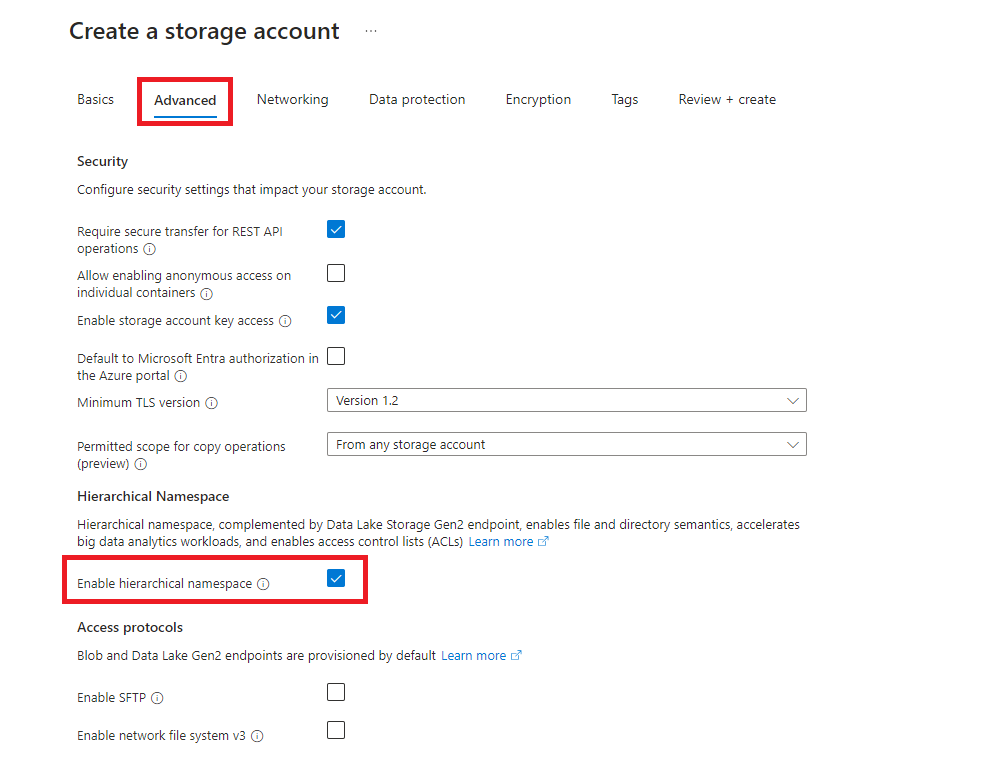 Create a storage account ...
Basics Advanced Networking Data protection Encryption Tags Review + create
Security
Configure security settings that impact your storage account.
Require secure transfer for REST API
operations
Allow enabling anonymous access on
individual containers
Enable storage account key access
Default to Microsoft Entra authorization in
the Azure portal
Minimum TLS version
Version 1.2
Permitted scope for copy operations
(preview)
From any storage account
Hierarchical Namespace
Hierarchical namespace, complemented by Data Lake Storage Gen2 endpoint, enables file and directory semantics, accelerates
big data analytics workloads, and enables access control lists (ACLs) Learn more
Enable hierarchical namespace
Access protocols
Blob and Data Lake Gen2 endpoints are provisioned by default Learn more
Enable SFTP
Enable network file system v3